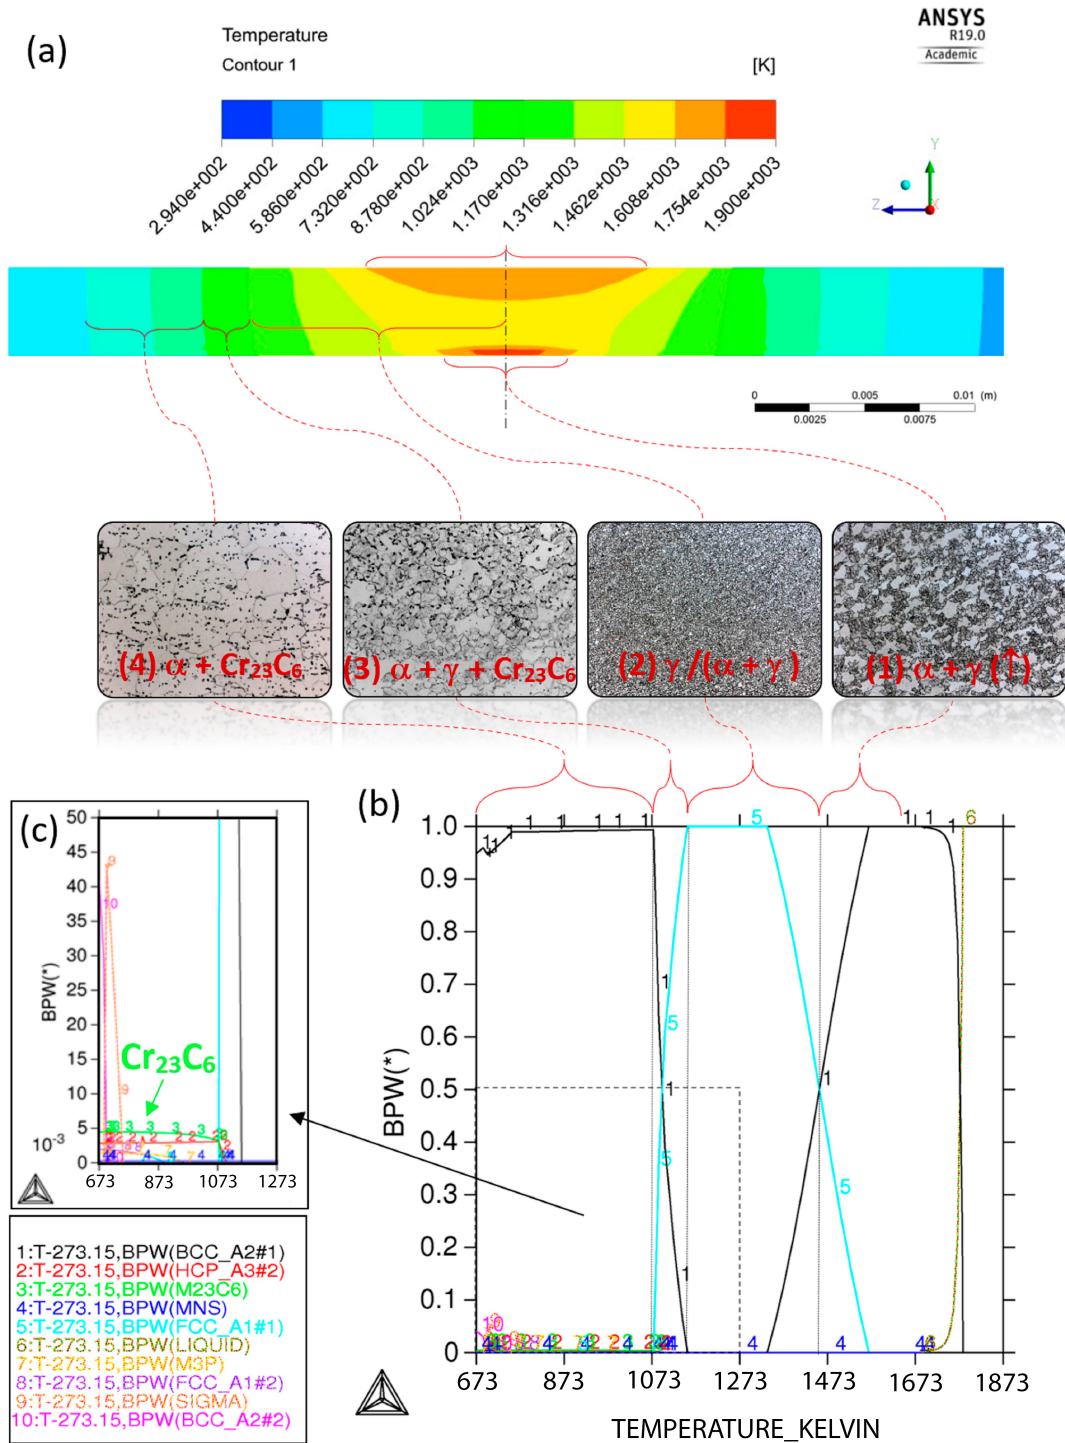 (a)
Temperature
Contour 1
[K]
ANSYS
R19.0
Academic
2.940e+002
4.400e+002
5.860e+002
7.320e+002
8.780e+002
1.024e+003
1.170e+003
1.316e+003
1.462e+003
1.608e+003
1.754e+003
1.900e+003
Y
Z
X
0 0.005 0.01 (m)
0.0025 0.0075
(4) α + Cr₂₃C₆
(3) α + γ + Cr₂₃C₆
(2) γ /(α + γ )
(1) α + γ (↑)
(c)
50
45
40
35
30
25
20
15
10
5
0
BPW(*)
10⁻³
Cr₂₃C₆
673 873 1073 1273
(b)
1.0
0.9
0.8
0.7
0.6
0.5
0.4
0.3
0.2
0.1
0
BPW(*)
673 873 1073 1273 1473 1673 1873
TEMPERATURE_KELVIN
1:T-273.15,BPW(BCC_A2#1)
2:T-273.15,BPW(HCP_A3#2)
3:T-273.15,BPW(M23C6)
4:T-273.15,BPW(MNS)
5:T-273.15,BPW(FCC_A1#1)
6:T-273.15,BPW(LIQUID)
7:T-273.15,BPW(M3P)
8:T-273.15,BPW(FCC_A1#2)
9:T-273.15,BPW(SIGMA)
10:T-273.15,BPW(BCC_A2#2)